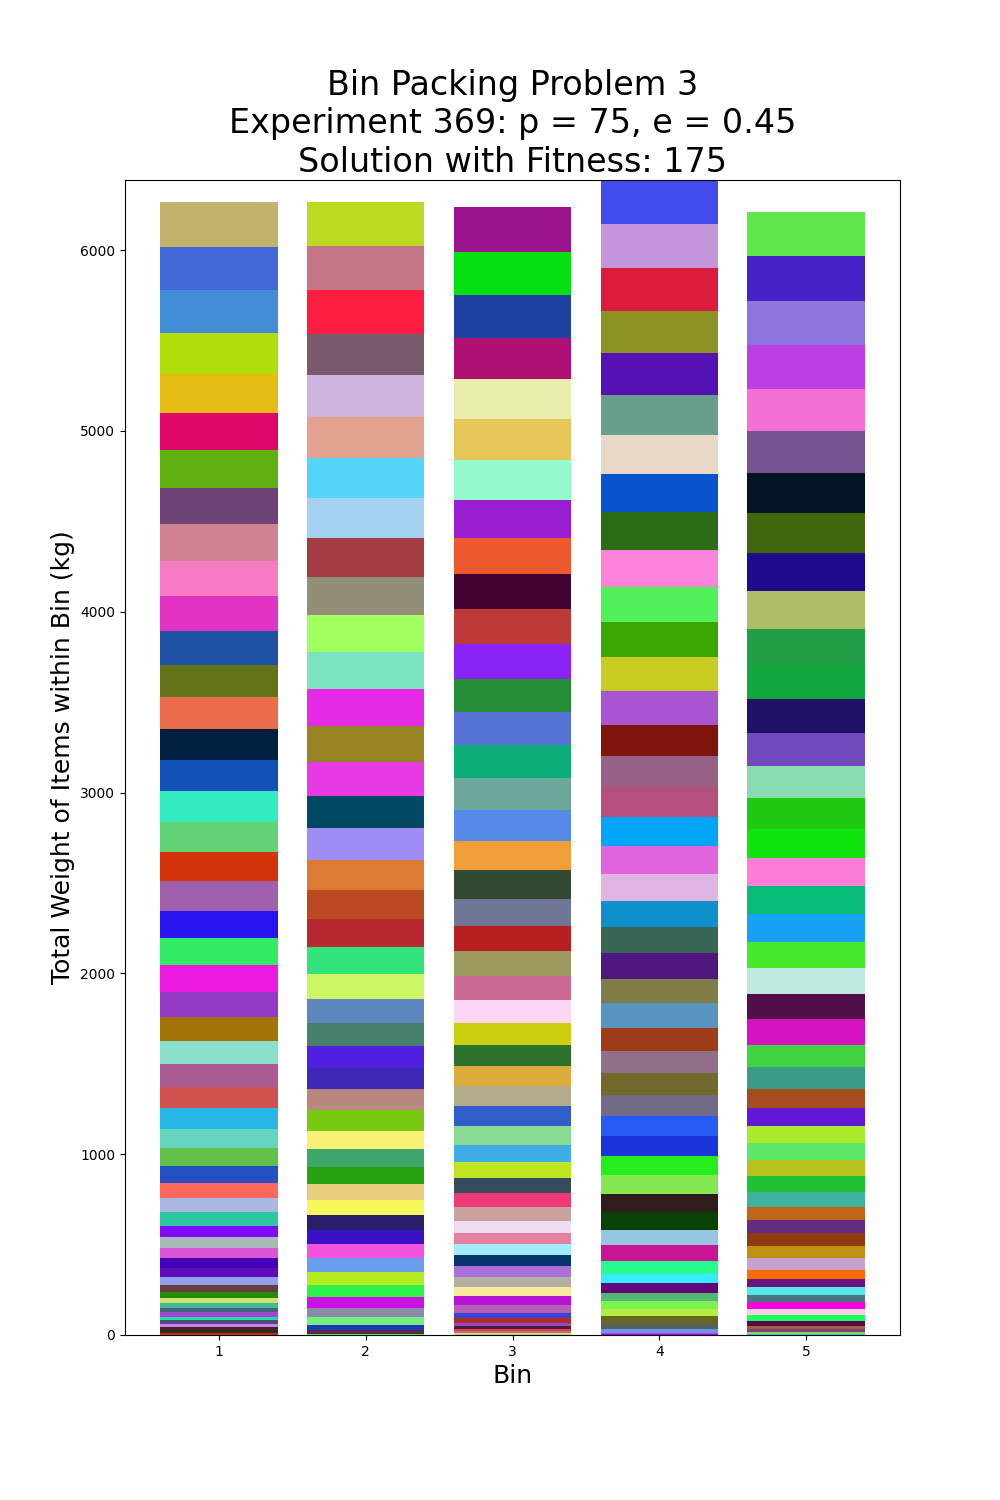 Bin Packing Problem 3
Experiment 369: p = 75, e = 0.45
Solution with Fitness: 175
Total Weight of Items within Bin (kg)
6000
5000
4000
3000
2000
1000
0
1 2 3 4 5
Bin